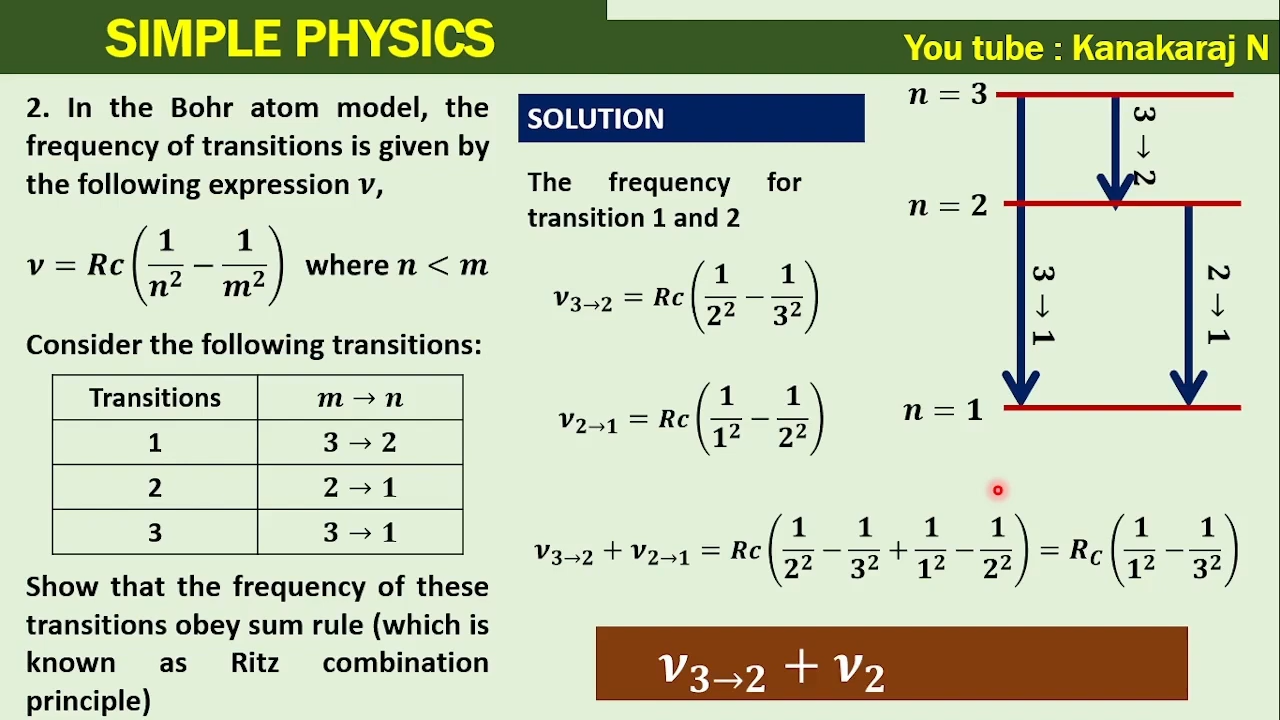 SIMPLE PHYSICS
You tube : Kanakaraj N
2. In the Bohr atom model, the
frequency of transitions is given by
the following expression ν,
ν = Rc(1/n² − 1/m²) where n < m
Consider the following transitions:
Transitions m → n
1 3 → 2
2 2 → 1
3 3 → 1
Show that the frequency of these
transitions obey sum rule (which is
known as Ritz combination
principle)
SOLUTION
The frequency for
transition 1 and 2
ν₃→₂ = Rc(1/2² − 1/3²)
ν₂→₁ = Rc(1/1² − 1/2²)
ν₃→₂ + ν₂→₁ = Rc(1/2² − 1/3² + 1/1² − 1/2²) = R_C(1/1² − 1/3²)
ν₃→₂ + ν₂
n = 3
3 → 2
n = 2
3 → 1
2 → 1
n = 1